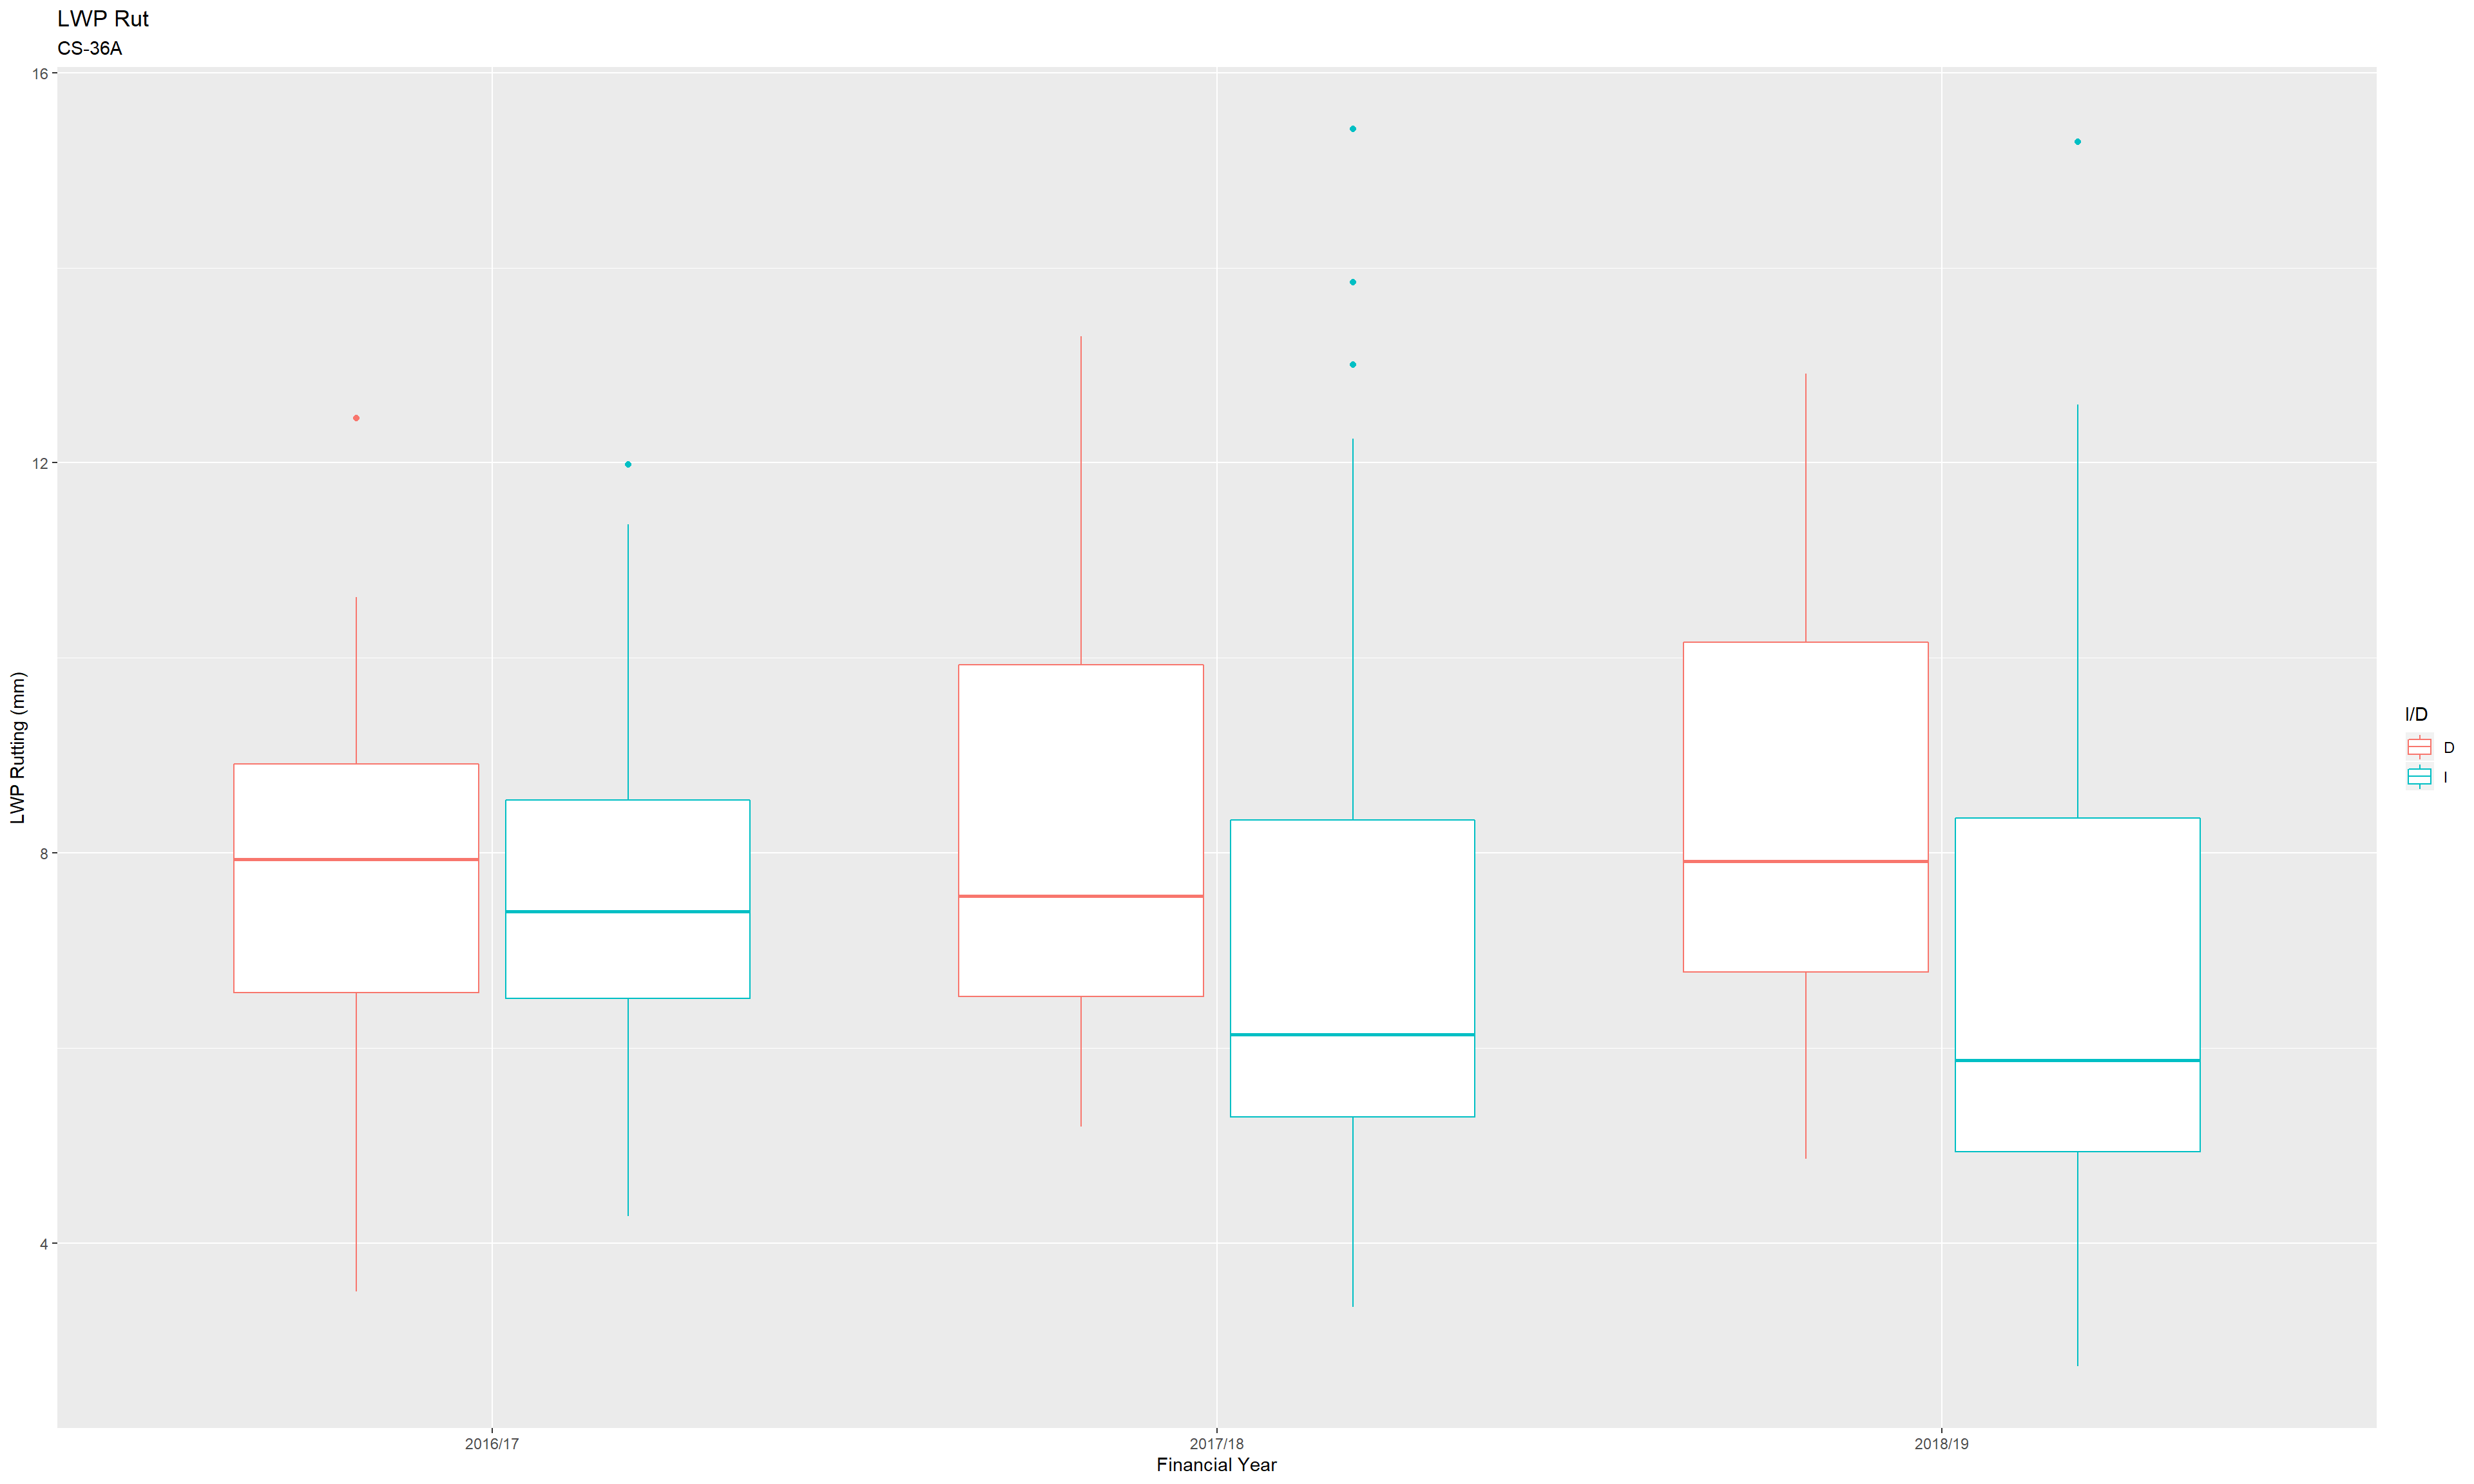 LWP Rut
CS-36A
16
12
8
4
LWP Rutting (mm)
2016/17
2017/18
2018/19
Financial Year
I/D
D
I